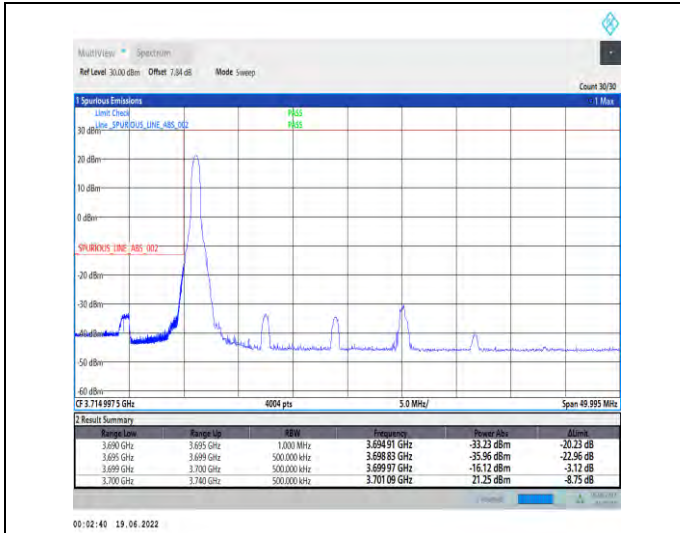 MultiView Spectrum
Ref Level 30.00 dBm Offset 7.84 dB Mode Sweep
Count 30/30
1 Spurious Emissions 1 Max
Limit Check PASS
Line _SPURIOUS_LINE_ABS_002 PASS
30 dBm
20 dBm
10 dBm
0 dBm
SPURIOUS_LINE_ABS_002
-20 dBm
-30 dBm
-40 dBm
-50 dBm
-60 dBm
CF 3.714 997 5 GHz 4004 pts 5.0 MHz/ Span 49.995 MHz
2 Result Summary
Range Low Range Up RBW Frequency Power Abs ΔLimit
3.690 GHz 3.695 GHz 1.000 MHz 3.694 91 GHz -33.23 dBm -20.23 dB
3.695 GHz 3.699 GHz 500.000 kHz 3.698 83 GHz -35.96 dBm -22.96 dB
3.699 GHz 3.700 GHz 500.000 kHz 3.699 97 GHz -16.12 dBm -3.12 dB
3.700 GHz 3.740 GHz 500.000 kHz 3.701 09 GHz 21.25 dBm -8.75 dB
00:02:40 19.06.2022